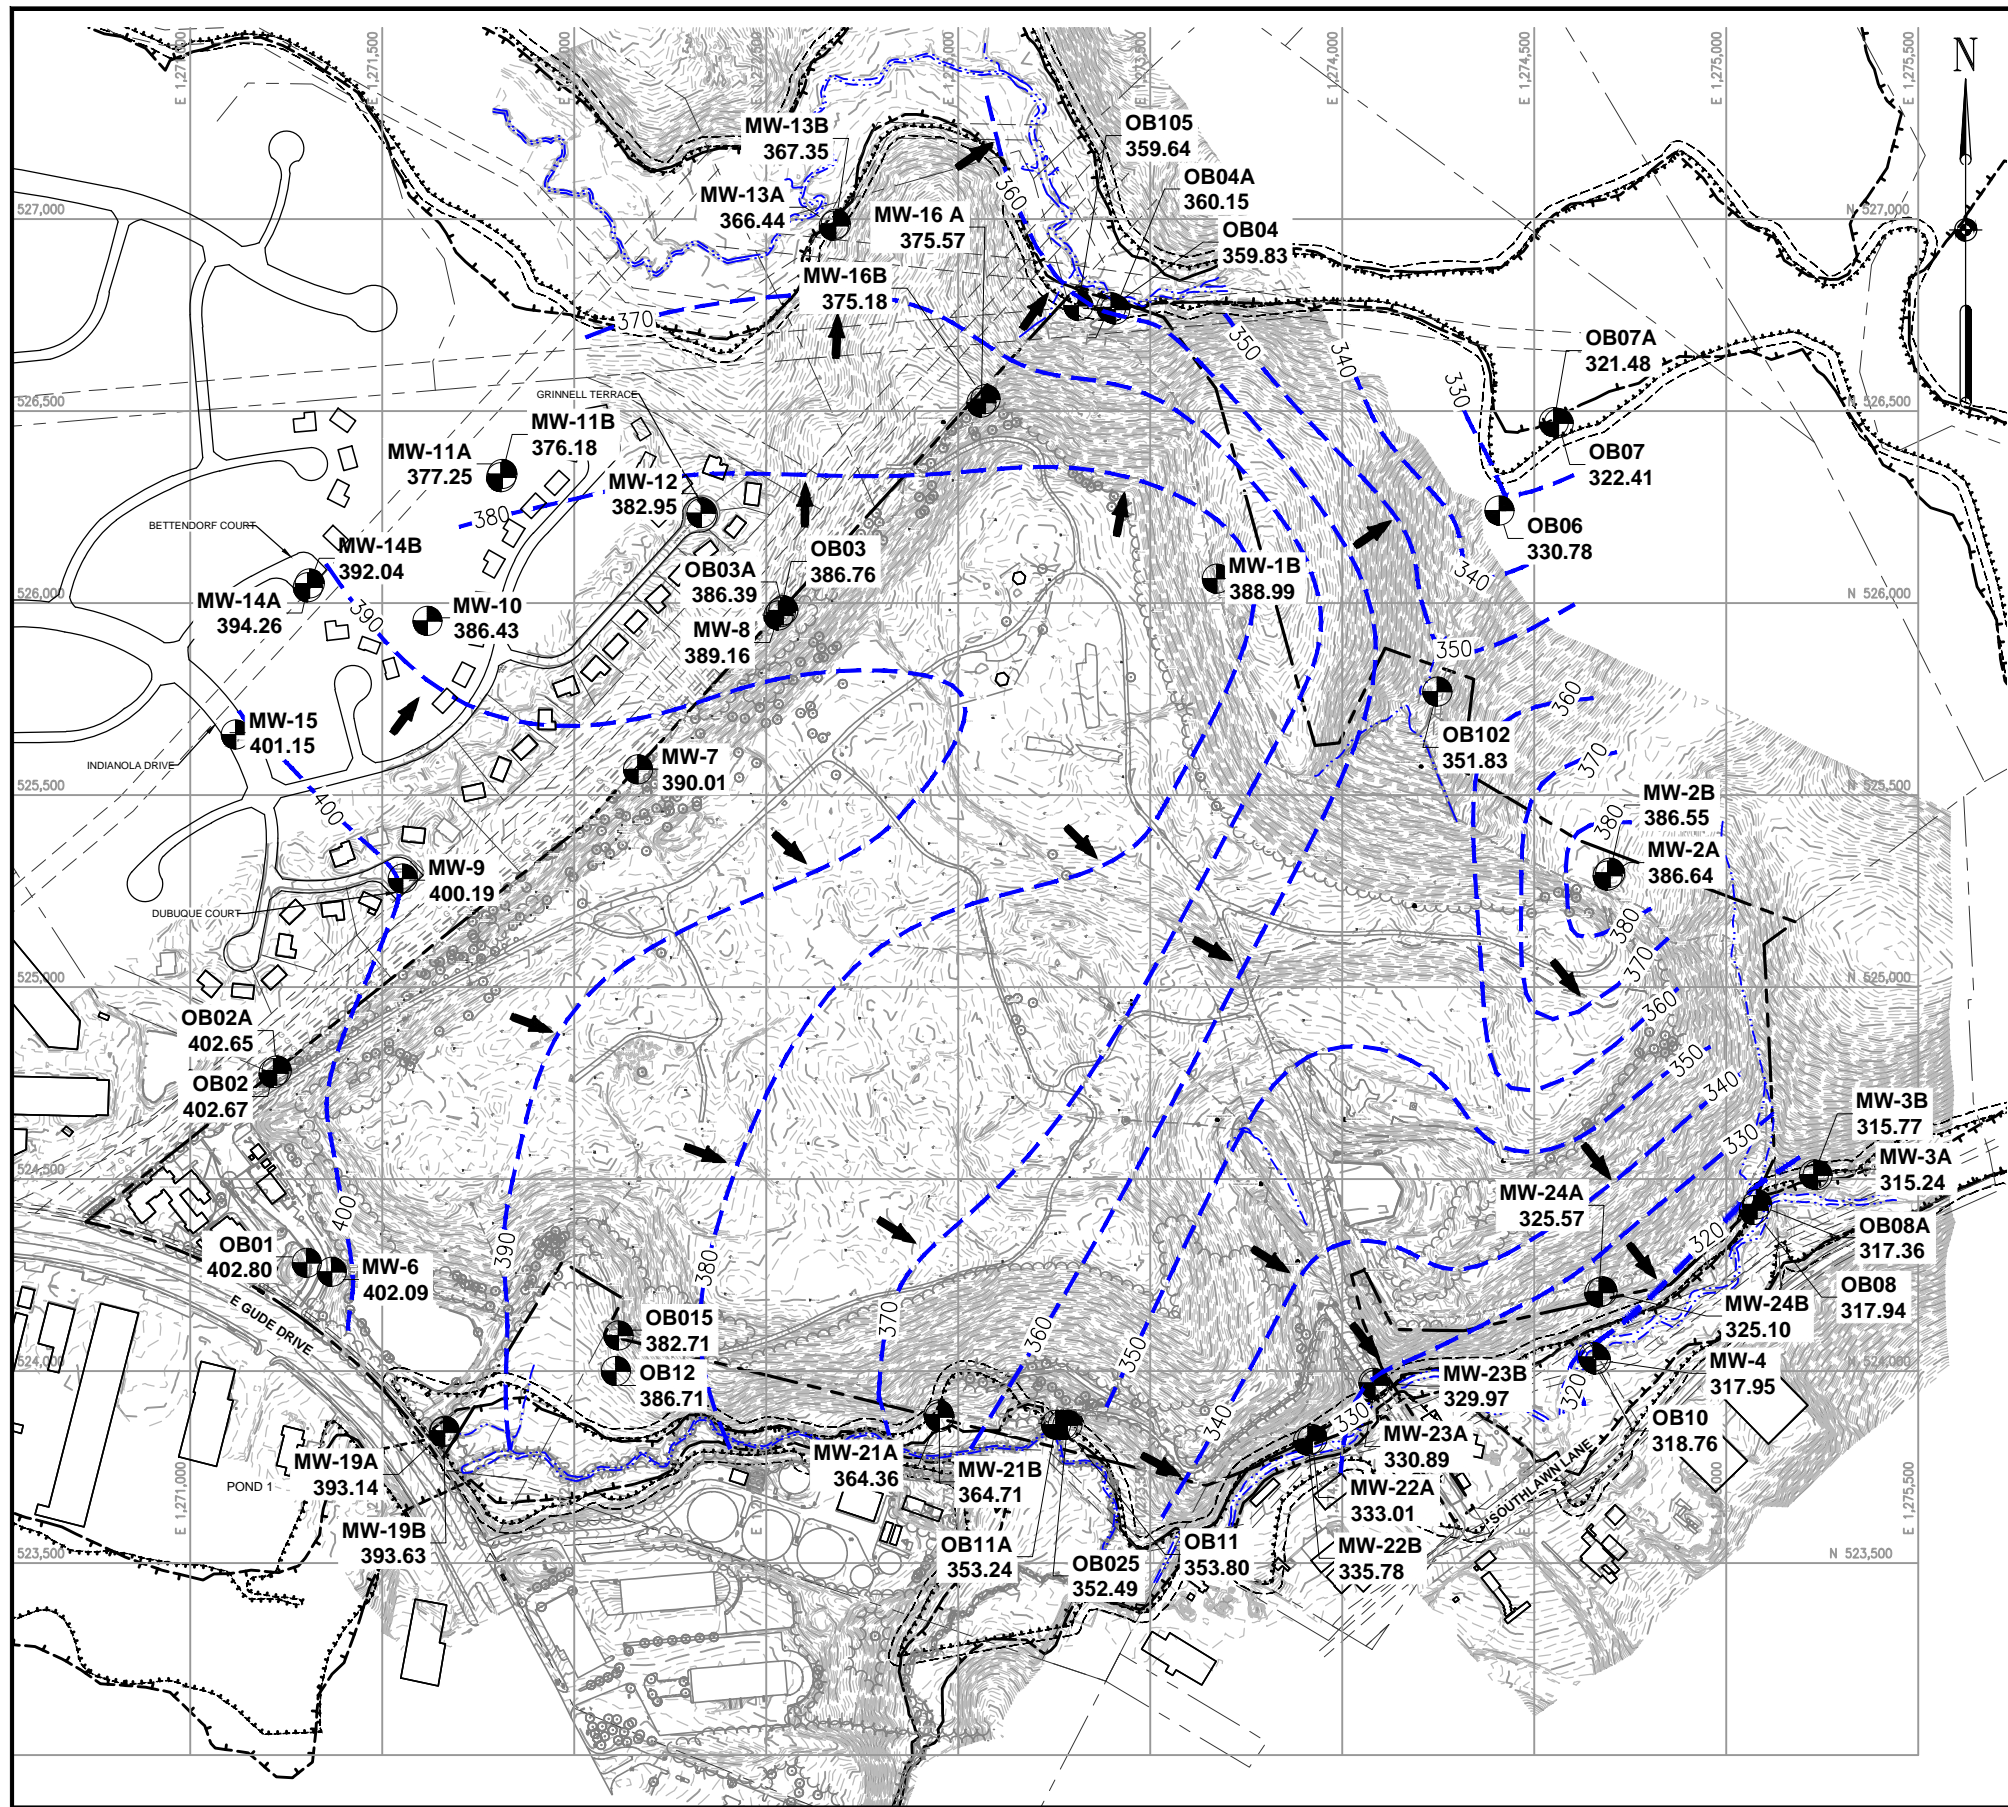 E 1,271,000
E 1,271,500
E 1,273,500
E 1,274,000
E 1,274,500
E 1,275,000
E 1,275,500
N
MW-13B
367.35
OB105
359.64
MW-13A
366.44
OB04A
360.15
MW-16 A
375.57
OB04
359.83
527,000
N 527,000
360
MW-16B
375.18
370
350
340
330
OB07A
321.48
GRINNELL TERRACE
526,500
N 526,500
MW-11B
376.18
MW-11A
377.25
MW-12
382.95
OB07
322.41
380
BETTENDORF COURT
MW-14B
392.04
OB03
386.76
OB03A
386.39
OB06
330.78
MW-1B
388.99
340
MW-14A
394.26
MW-10
386.43
526,000
N 526,000
390
MW-8
389.16
350
360
MW-15
401.15
OB102
351.83
INDIANOLA DRIVE
MW-7
390.01
370
525,500
N 525,500
400
MW-2B
386.55
380
MW-2A
386.64
MW-9
400.19
DUBUQUE COURT
380
370
525,000
N 525,000
360
OB02A
402.65
OB02
402.67
350
340
330
MW-3B
315.77
MW-3A
315.24
524,500
N 524,500
400
390
380
MW-24A
325.57
320
OB08A
317.36
OB01
402.80
MW-6
402.09
OB08
317.94
E GUDE DRIVE
OB015
382.71
370
360
350
340
MW-24B
325.10
524,000
N 524,000
OB12
386.71
MW-23B
329.97
MW-4
317.95
320
330
OB10
318.76
MW-23A
330.89
MW-19A
393.14
POND 1
MW-21A
364.36
MW-21B
364.71
MW-22A
333.01
SOUTHLAWN LANE
MW-19B
393.63
OB11A
353.24
OB025
352.49
OB11
353.80
MW-22B
335.78
523,500
N 523,500
E 1,271,000
E 1,275,500